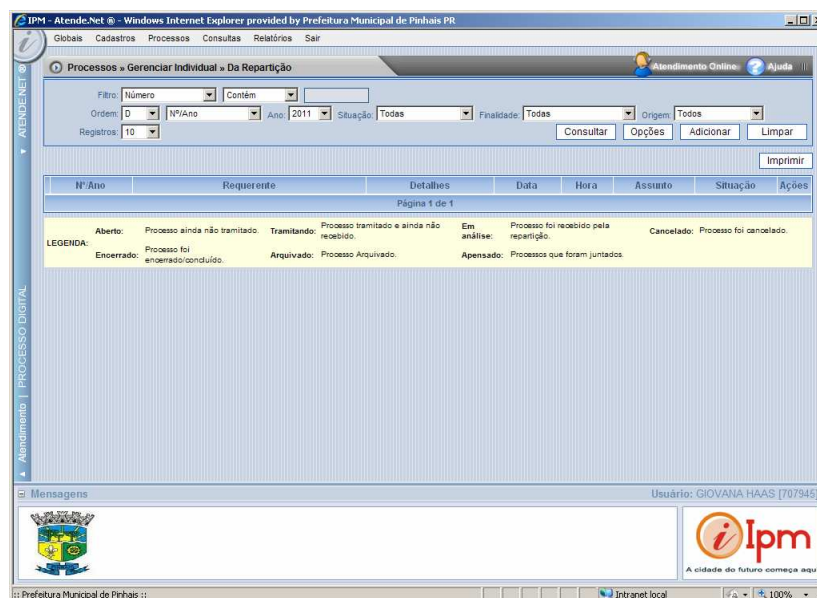 IPM - Atende.Net ® - Windows Internet Explorer provided by Prefeitura Municipal de Pinhais PR
Globais Cadastros Processos Consultas Relatórios Sair
Processos » Gerenciar Individual » Da Repartição
Atendimento Online
Ajuda
Filtro: Número Contém
Ordem: D Nº/Ano Ano: 2011 Situação: Todas Finalidade: Todas Origem: Todos
Registros: 10 Consultar Opções Adicionar Limpar
Imprimir
Nº/Ano Requerente Detalhes Data Hora Assunto Situação Ações
Página 1 de 1
LEGENDA:
Aberto: Processo ainda não tramitado. Tramitando: Processo tramitado e ainda não recebido. Em análise: Processo foi recebido pela repartição. Cancelado: Processo foi cancelado.
Encerrado: Processo foi encerrado/concluído. Arquivado: Processo Arquivado. Apensado: Processos que foram juntados.
ATENDE.NET
Atendimento | PROCESSO DIGITAL
Mensagens
Usuário: GIOVANA HAAS [707945]
i Ipm
A cidade do futuro começa aqui
:: Prefeitura Municipal de Pinhais ::
Intranet local
100%